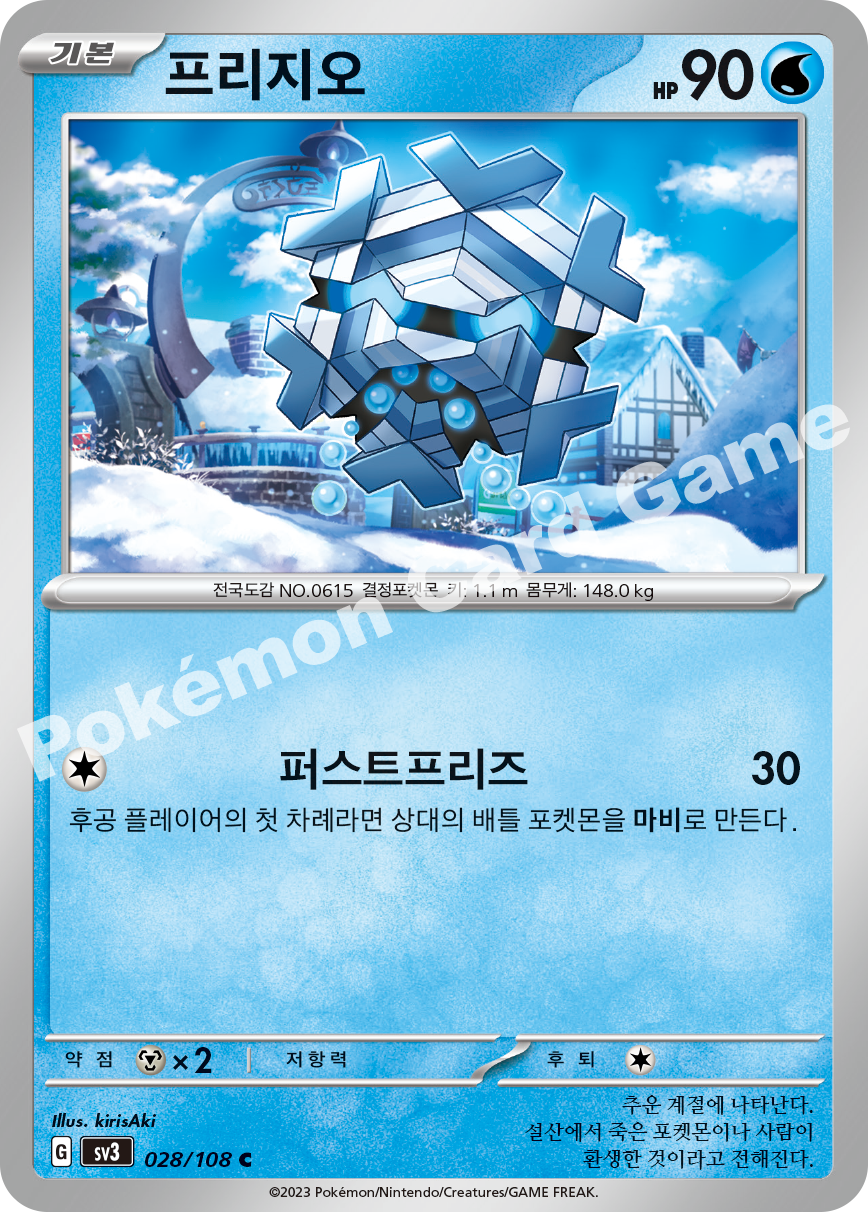 기본
프리지오
HP 90
전국도감 NO.0615 결정포켓몬 키: 1.1 m 몸무게: 148.0 kg
Pokémon Card Game
퍼스트프리즈 30
후공 플레이어의 첫 차례라면 상대의 배틀 포켓몬을 마비로 만든다.
약점 ×2 저항력 후퇴
Illus. kirisAki
G sv3 028/108 C
추운 계절에 나타난다.
설산에서 죽은 포켓몬이나 사람이
환생한 것이라고 전해진다.
©2023 Pokémon/Nintendo/Creatures/GAME FREAK.